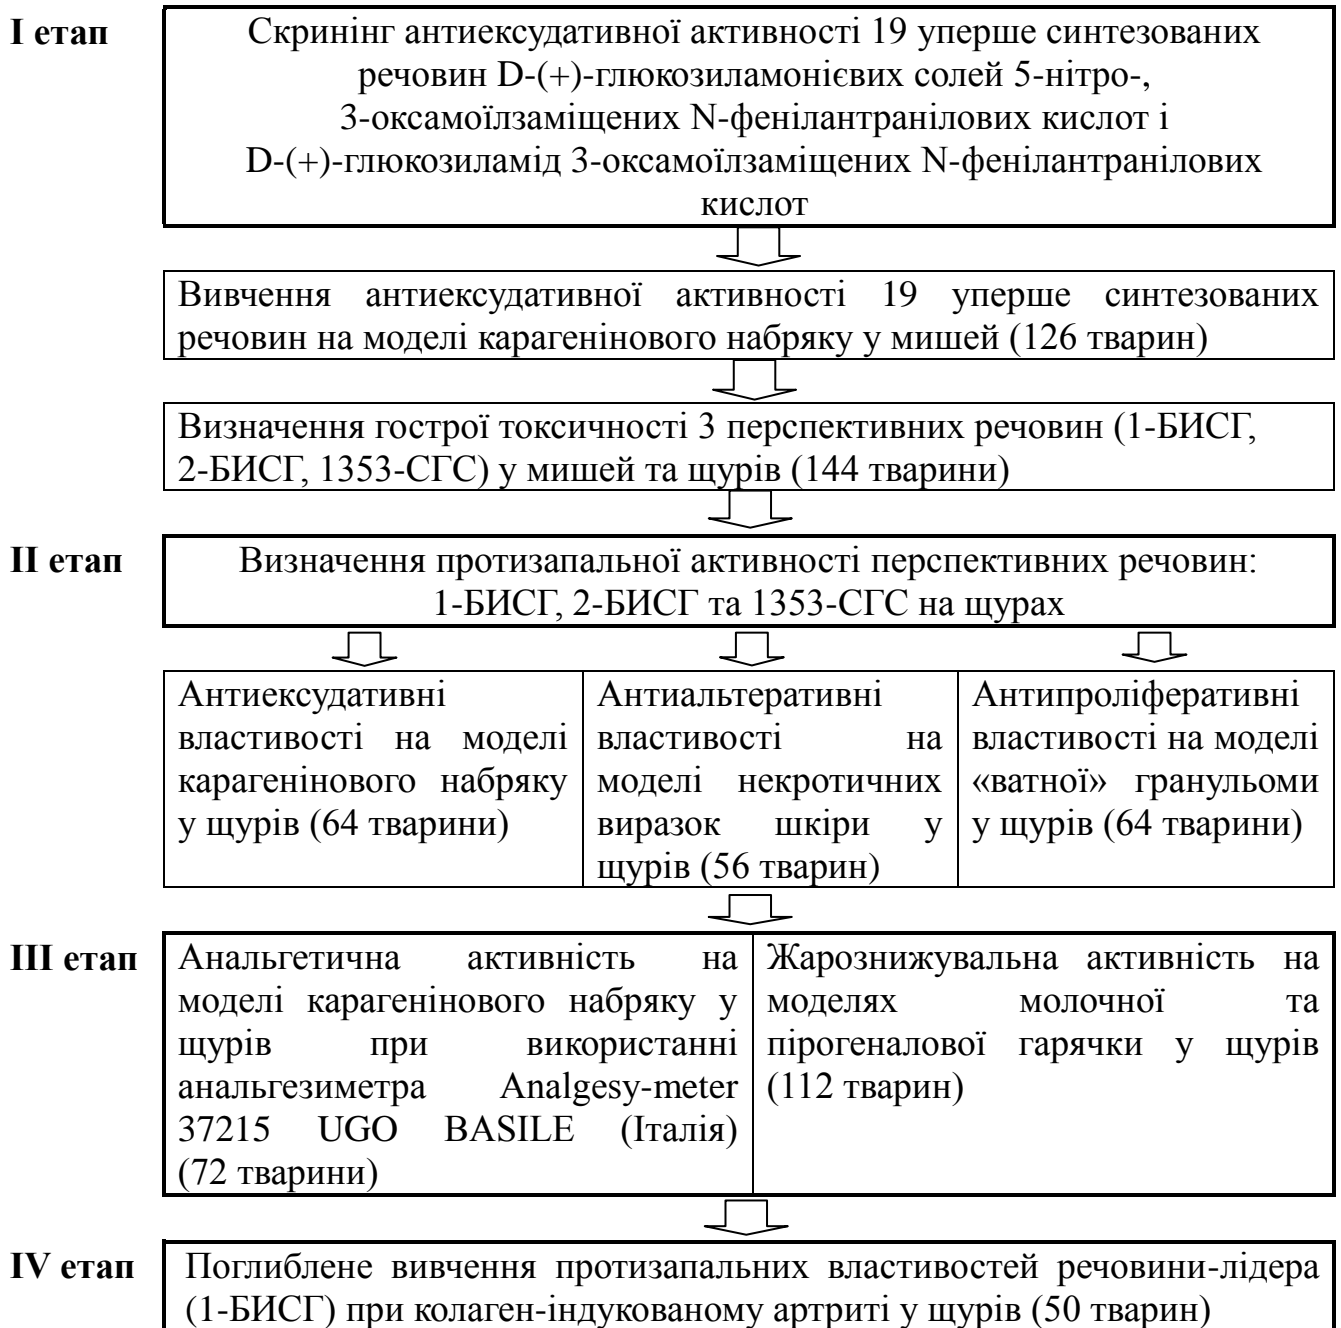 I етап
Скринінг антиексудативної активності 19 уперше синтезованих
речовин D-(+)-глюкозиламонієвих солей 5-нітро-,
3-оксамоїлзаміщених N-фенілантранілових кислот і
D-(+)-глюкозиламід 3-оксамоїлзаміщених N-фенілантранілових
кислот
Вивчення антиексудативної активності 19 уперше синтезованих
речовин на моделі карагенінового набряку у мишей (126 тварин)
Визначення гострої токсичності 3 перспективних речовин (1-БИСГ,
2-БИСГ, 1353-СГС) у мишей та щурів (144 тварини)
II етап
Визначення протизапальної активності перспективних речовин:
1-БИСГ, 2-БИСГ та 1353-СГС на щурах
Антиексудативні
властивості на моделі
карагенінового набряку
у щурів (64 тварини)
Антиальтеративні
властивості на
моделі некротичних
виразок шкіри у
щурів (56 тварин)
Антипроліферативні
властивості на моделі
«ватної» гранульоми
у щурів (64 тварини)
III етап
Анальгетична активність на
моделі карагенінового набряку у
щурів при використанні
анальгезиметра Analgesy-meter
37215 UGO BASILE (Італія)
(72 тварини)
Жарознижувальна активність на
моделях молочної та
пірогеналової гарячки у щурів
(112 тварин)
IV етап
Поглиблене вивчення протизапальних властивостей речовини-лідера
(1-БИСГ) при колаген-індукованому артриті у щурів (50 тварин)